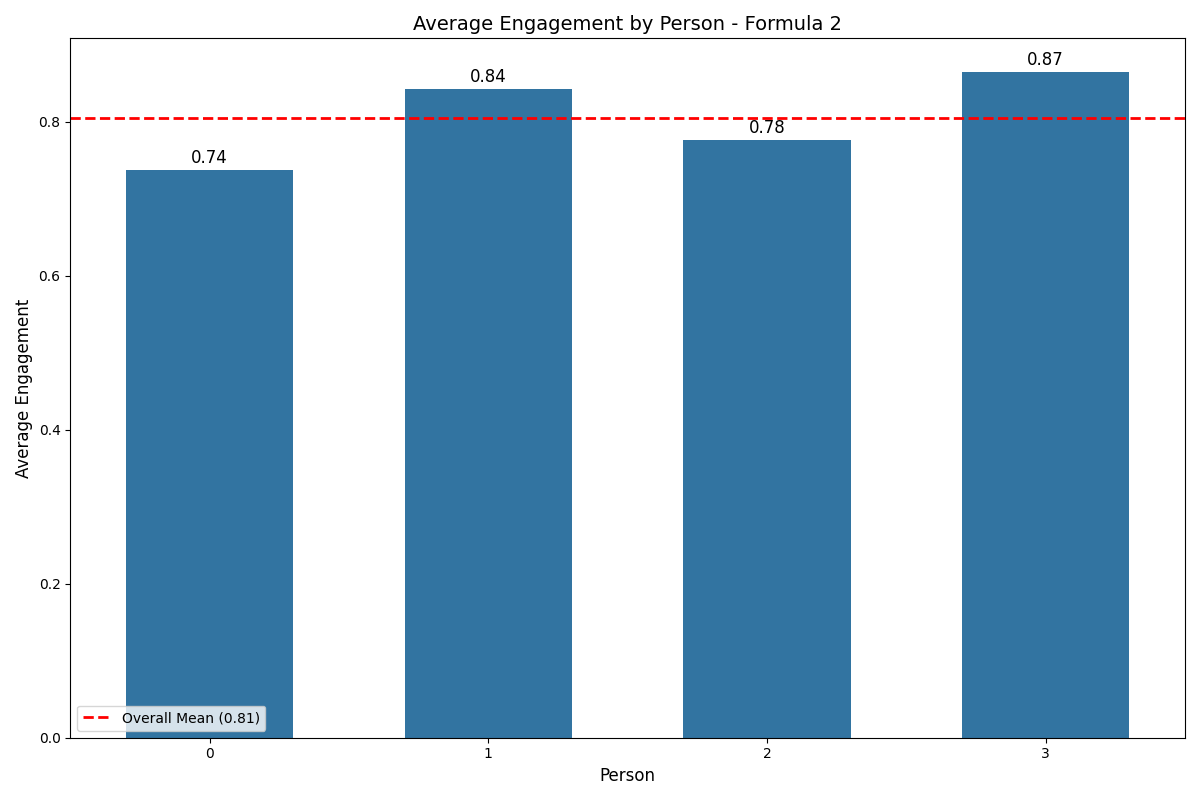 Average Engagement by Person - Formula 2
0.87
0.84
0.78
0.74
0.8
0.6
0.4
0.2
0.0
Average Engagement
Overall Mean (0.81)
0 1 2 3
Person